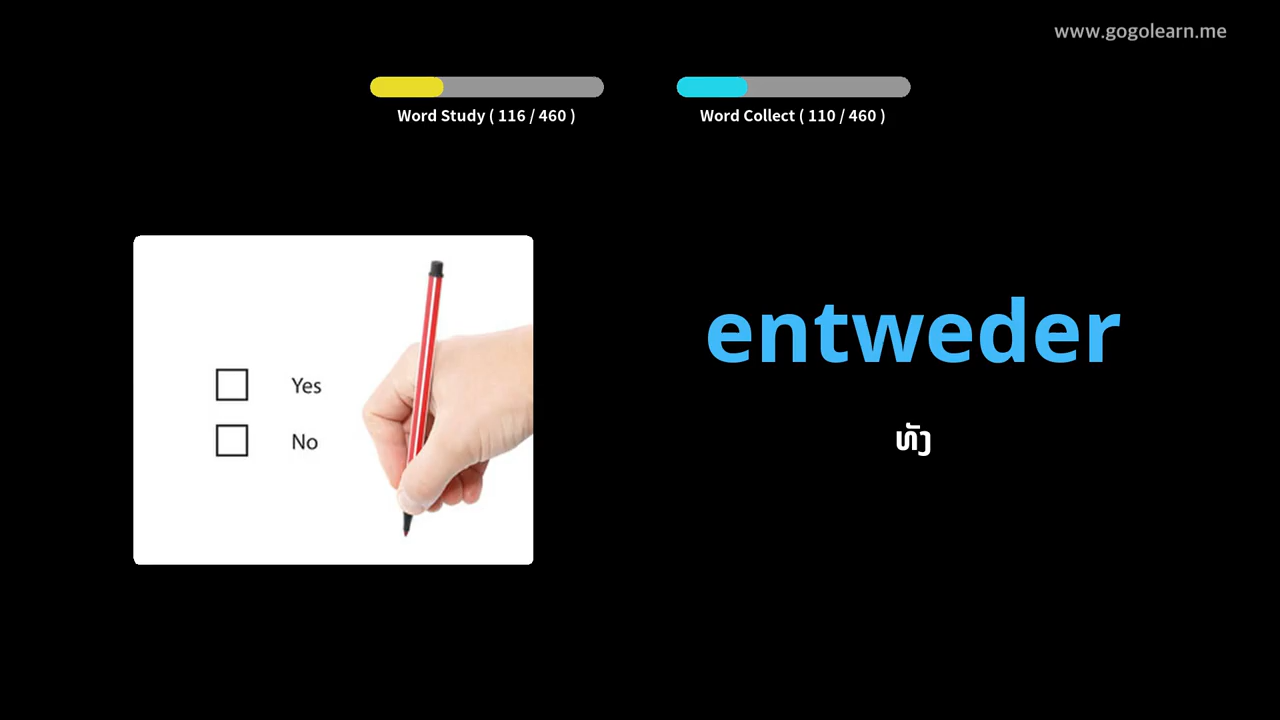 www.gogolearn.me
Word Study ( 116 / 460 )
Word Collect ( 110 / 460 )
entweder
ທັງ
Yes
No